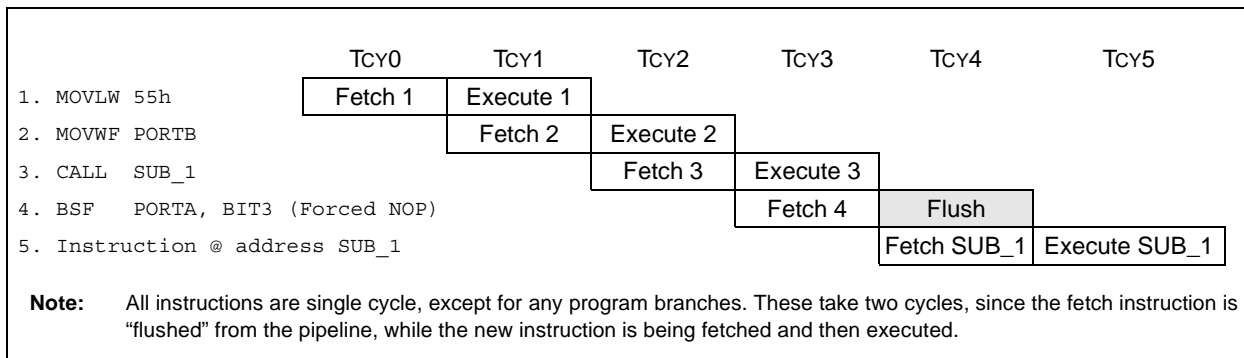 TCY0 TCY1 TCY2 TCY3 TCY4 TCY5
1. MOVLW 55h Fetch 1 Execute 1
2. MOVWF PORTB Fetch 2 Execute 2
3. CALL SUB_1 Fetch 3 Execute 3
4. BSF PORTA, BIT3 (Forced NOP) Fetch 4 Flush
5. Instruction @ address SUB_1 Fetch SUB_1 Execute SUB_1
Note: All instructions are single cycle, except for any program branches. These take two cycles, since the fetch instruction is
“flushed” from the pipeline, while the new instruction is being fetched and then executed.